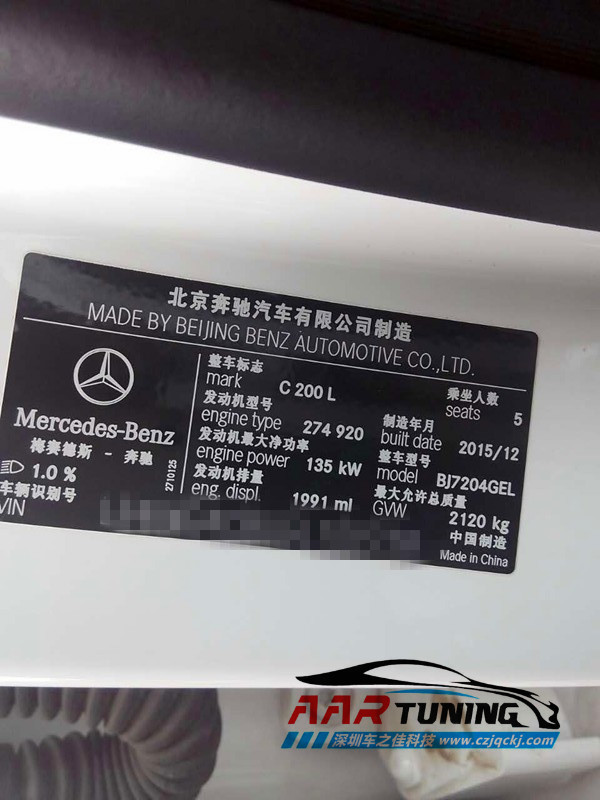 北京奔驰汽车有限公司制造
MADE BY BEIJING BENZ AUTOMOTIVE CO.,LTD.
Mercedes-Benz
梅赛德斯 - 奔驰
1.0 %
2710125
整车标志
mark C 200 L
发动机型号
engine type 274 920
发动机最大净功率
engine power 135 kW
发动机排量
eng. displ. 1991 ml
乘坐人数
seats 5
制造年月
built date 2015/12
整车型号
model BJ7204GEL
最大允许总质量
GVW 2120 kg
中国制造
Made in China
车辆识别号
VIN
AAR TUNING
深圳车之佳科技 www.czjqckj.com